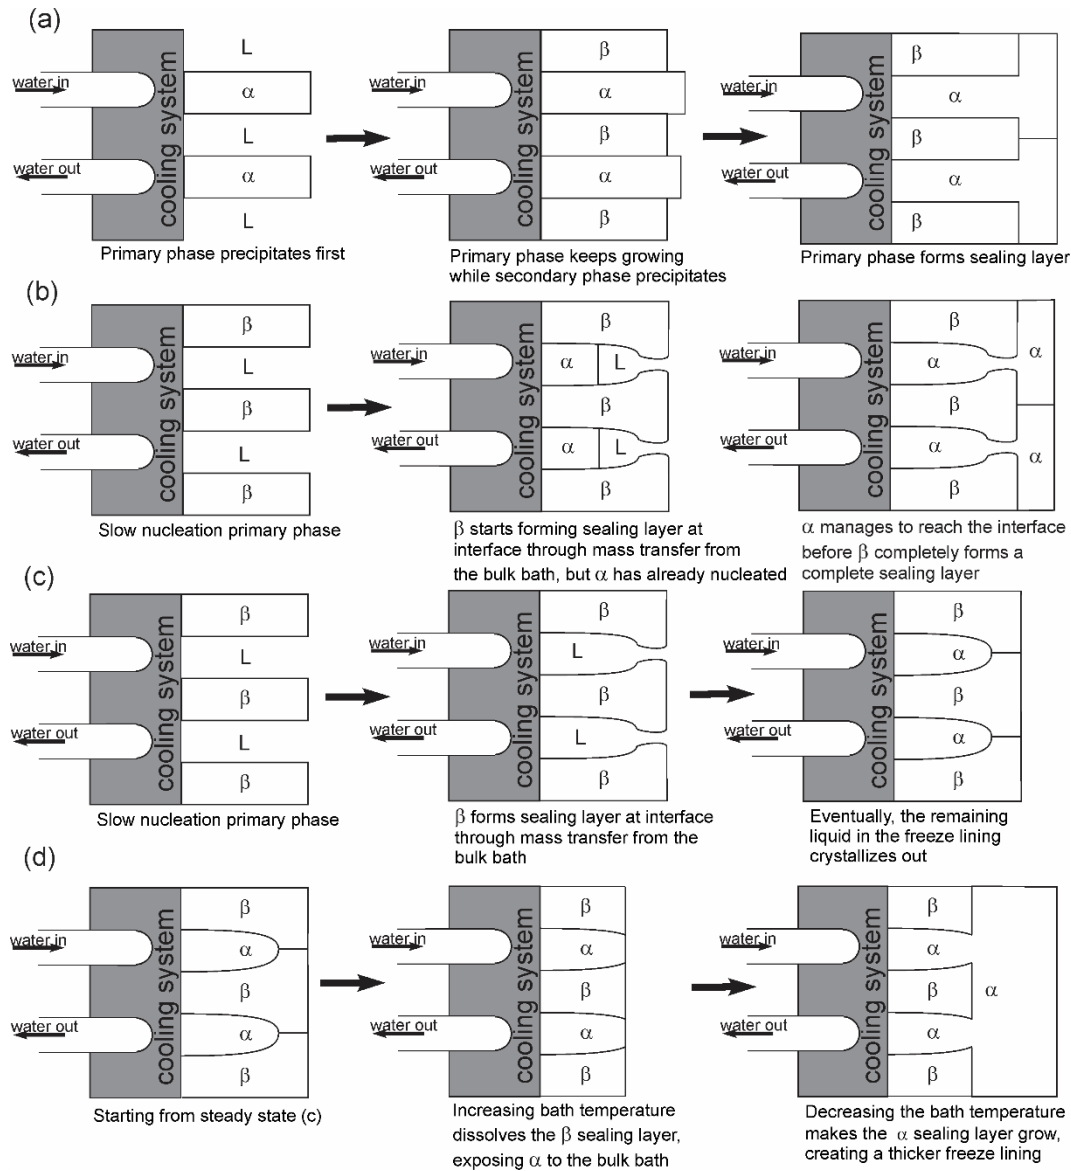 (a)
water in
water out
cooling system
L
α
L
α
L
Primary phase precipitates first
water in
water out
cooling system
β
α
β
α
β
Primary phase keeps growing
while secondary phase precipitates
water in
water out
cooling system
β
α
β
α
β
Primary phase forms sealing layer
(b)
water in
water out
cooling system
β
L
β
L
β
Slow nucleation primary phase
water in
water out
cooling system
β
α L
β
α L
β
β starts forming sealing layer at
interface through mass transfer from
the bulk bath, but α has already nucleated
water in
water out
cooling system
β
α α
β
α α
β
α manages to reach the interface
before β completely forms a
complete sealing layer
(c)
water in
water out
cooling system
β
L
β
L
β
Slow nucleation primary phase
water in
water out
cooling system
β
L
β
L
β
β forms sealing layer at interface
through mass transfer from the
bulk bath
water in
water out
cooling system
β
α
β
α
β
Eventually, the remaining
liquid in the freeze lining
crystallizes out
(d)
water in
water out
cooling system
β
α
β
α
β
Starting from steady state (c)
water in
water out
cooling system
β
α
β
α
β
Increasing bath temperature
dissolves the β sealing layer,
exposing α to the bulk bath
water in
water out
cooling system
β
α
β α
α
β
Decreasing the bath temperature
makes the α sealing layer grow,
creating a thicker freeze lining